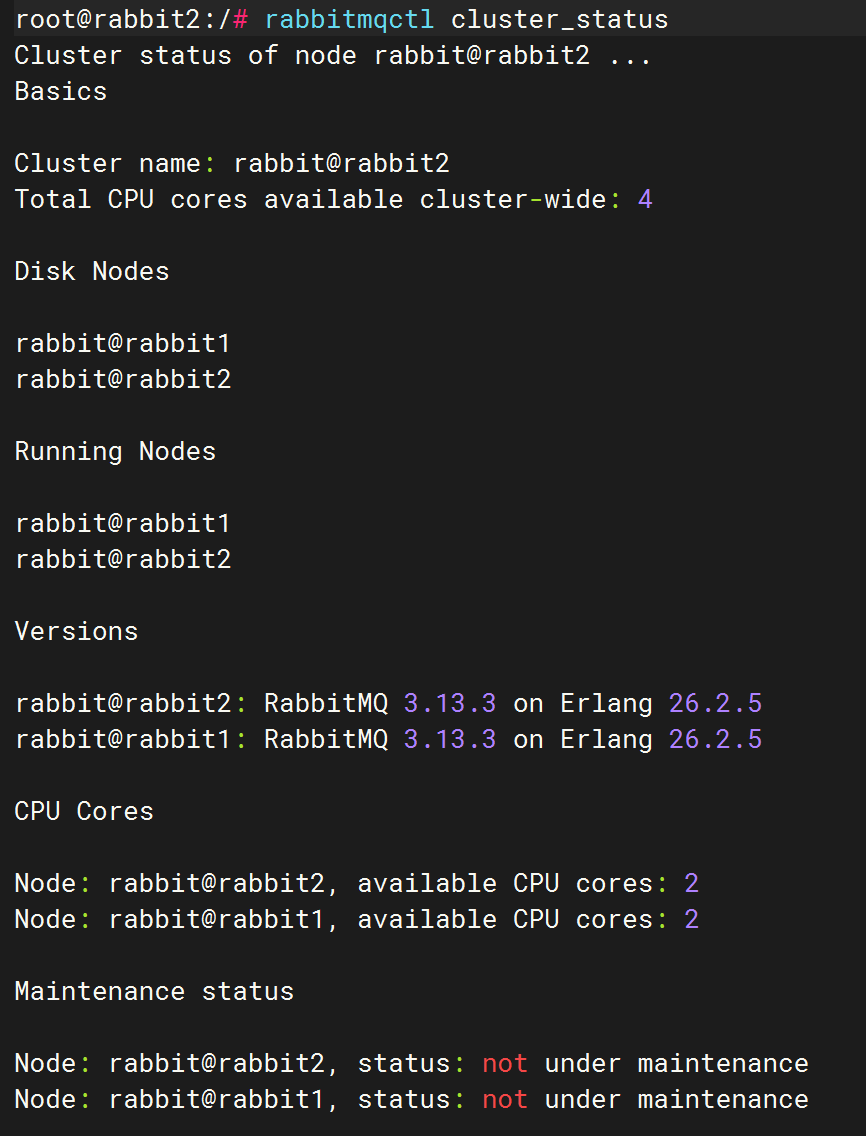 root@rabbit2:/# rabbitmqctl cluster_status
Cluster status of node rabbit@rabbit2 ...
Basics

Cluster name: rabbit@rabbit2
Total CPU cores available cluster-wide: 4

Disk Nodes

rabbit@rabbit1
rabbit@rabbit2

Running Nodes

rabbit@rabbit1
rabbit@rabbit2

Versions

rabbit@rabbit2: RabbitMQ 3.13.3 on Erlang 26.2.5
rabbit@rabbit1: RabbitMQ 3.13.3 on Erlang 26.2.5

CPU Cores

Node: rabbit@rabbit2, available CPU cores: 2
Node: rabbit@rabbit1, available CPU cores: 2

Maintenance status

Node: rabbit@rabbit2, status: not under maintenance
Node: rabbit@rabbit1, status: not under maintenance